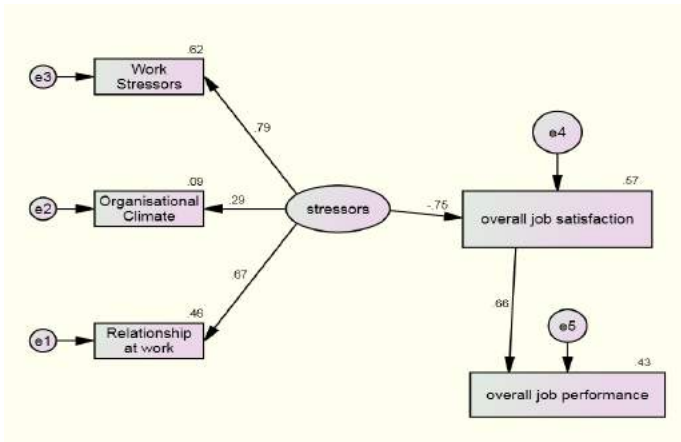 .62
e3
Work
Stressors
.79
e4
.09
.57
e2
Organisational
Climate
.29
stressors
-.75
overall job satisfaction
.67
.66
.46
e5
e1
Relationship
at work
.43
overall job performance